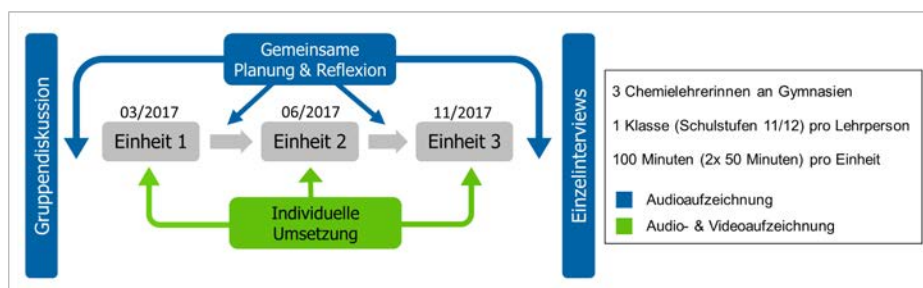 Gruppendiskussion
Gemeinsame
Planung & Reflexion
03/2017
06/2017
11/2017
Einheit 1
Einheit 2
Einheit 3
Individuelle
Umsetzung
Einzelinterviews
3 Chemielehrerinnen an Gymnasien
1 Klasse (Schulstufen 11/12) pro Lehrperson
100 Minuten (2x 50 Minuten) pro Einheit
Audioaufzeichnung
Audio- & Videoaufzeichnung